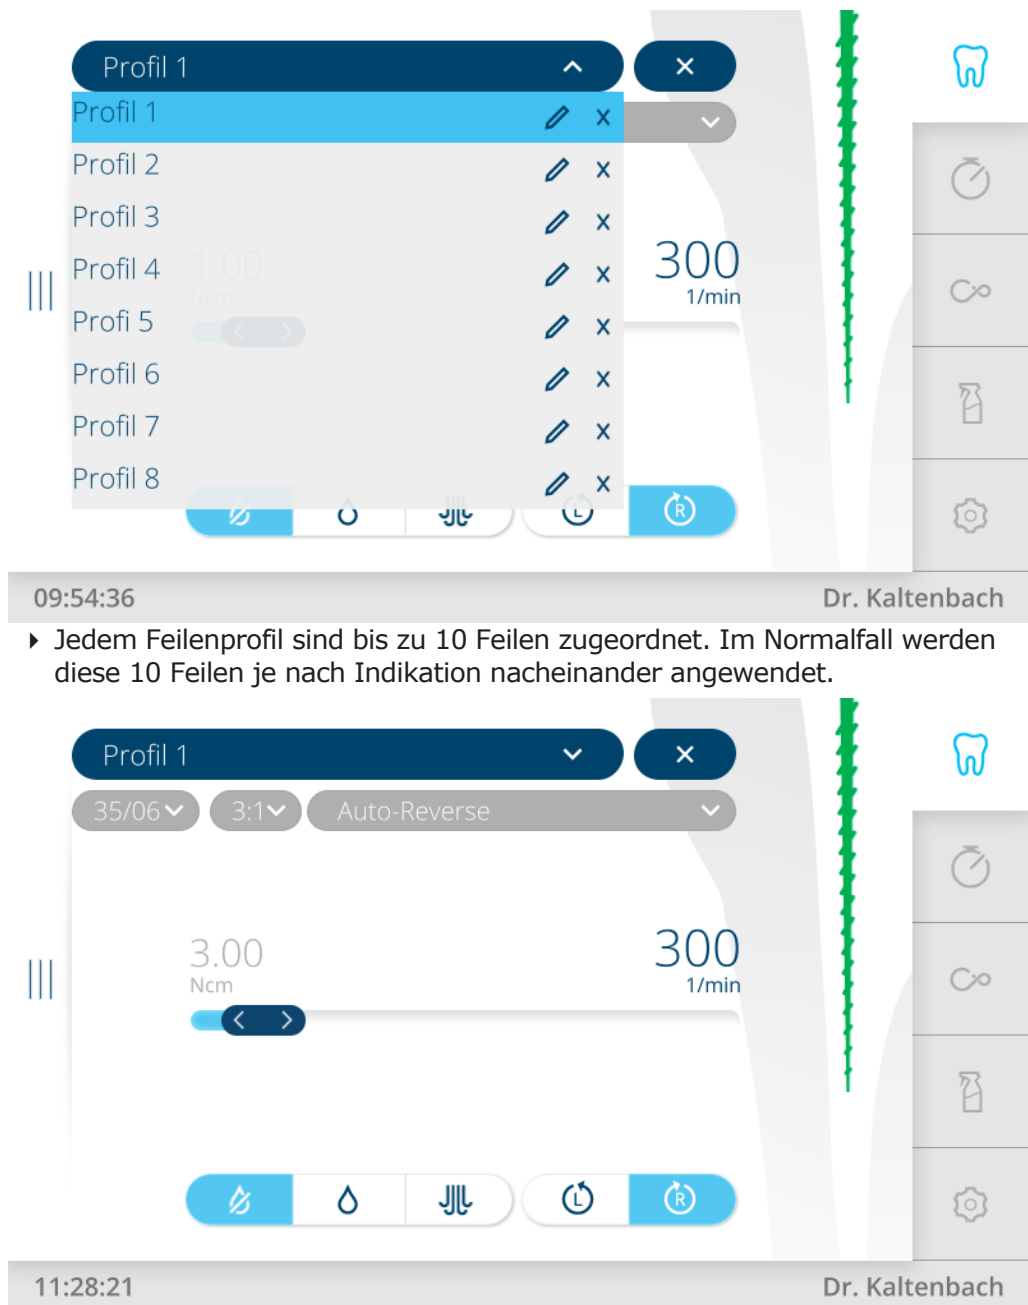 Profil 1
Profil 1
Profil 2
Profil 3
Profil 4
1.00
Ncm
300
1/min
Profi 5
Profil 6
Profil 7
Profil 8
L
R
09:54:36
Dr. Kaltenbach
Jedem Feilenprofil sind bis zu 10 Feilen zugeordnet. Im Normalfall werden
diese 10 Feilen je nach Indikation nacheinander angewendet.
Profil 1
35/06 3:1 Auto-Reverse
3.00
Ncm
300
1/min
L
R
11:28:21
Dr. Kaltenbach